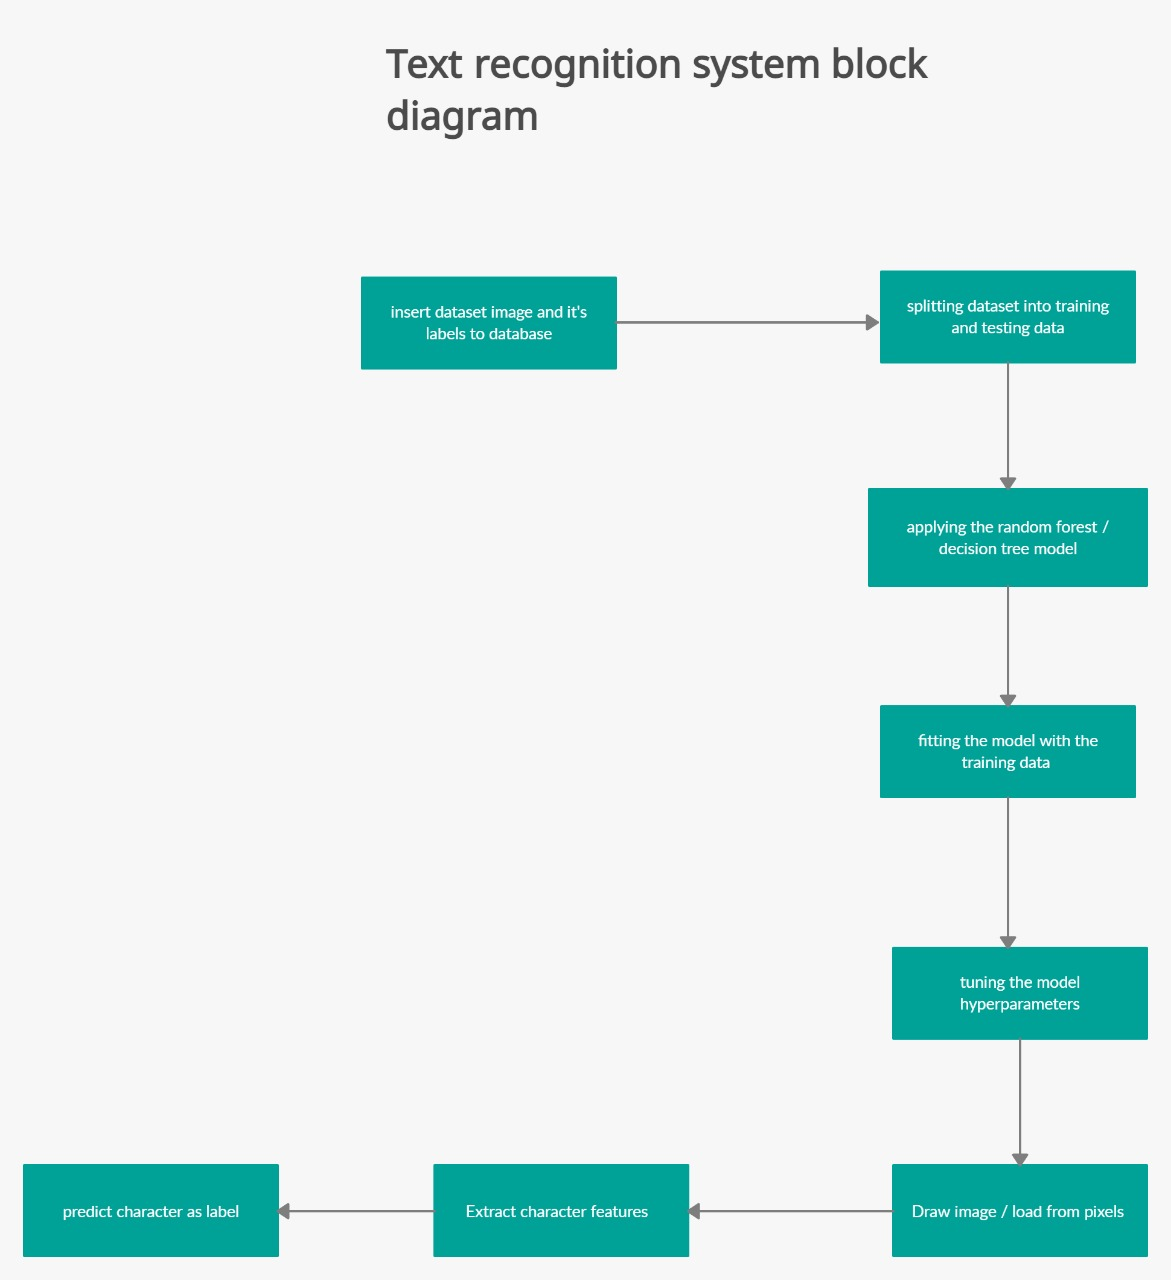 Text recognition system block
diagram
insert dataset image and it's
labels to database
splitting dataset into training
and testing data
applying the random forest /
decision tree model
fitting the model with the
training data
tuning the model
hyperparameters
Draw image / load from pixels
Extract character features
predict character as label